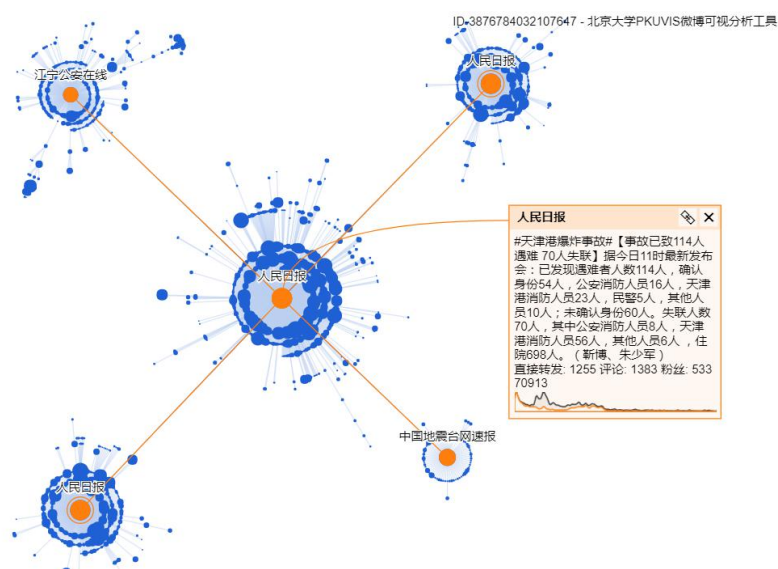 ID-3876784032107647 - 北京大学PKUVIS微博可视分析工具
江宁公安在线
人民日报
人民日报
人民日报
#天津港爆炸事故#【事故已致114人
遇难 70人失联】据今日11时最新发布
会：已发现遇难者人数114人，确认
身份54人，公安消防人员16人，天津
港消防人员23人，民警5人，其他人
员10人；未确认身份60人。失联人数
70人，其中公安消防人员8人，天津
港消防人员56人，其他人员6人 ，住
院698人。（靳博、朱少军）
直接转发: 1255 评论: 1383 粉丝: 533
70913
中国地震台网速报
人民日报